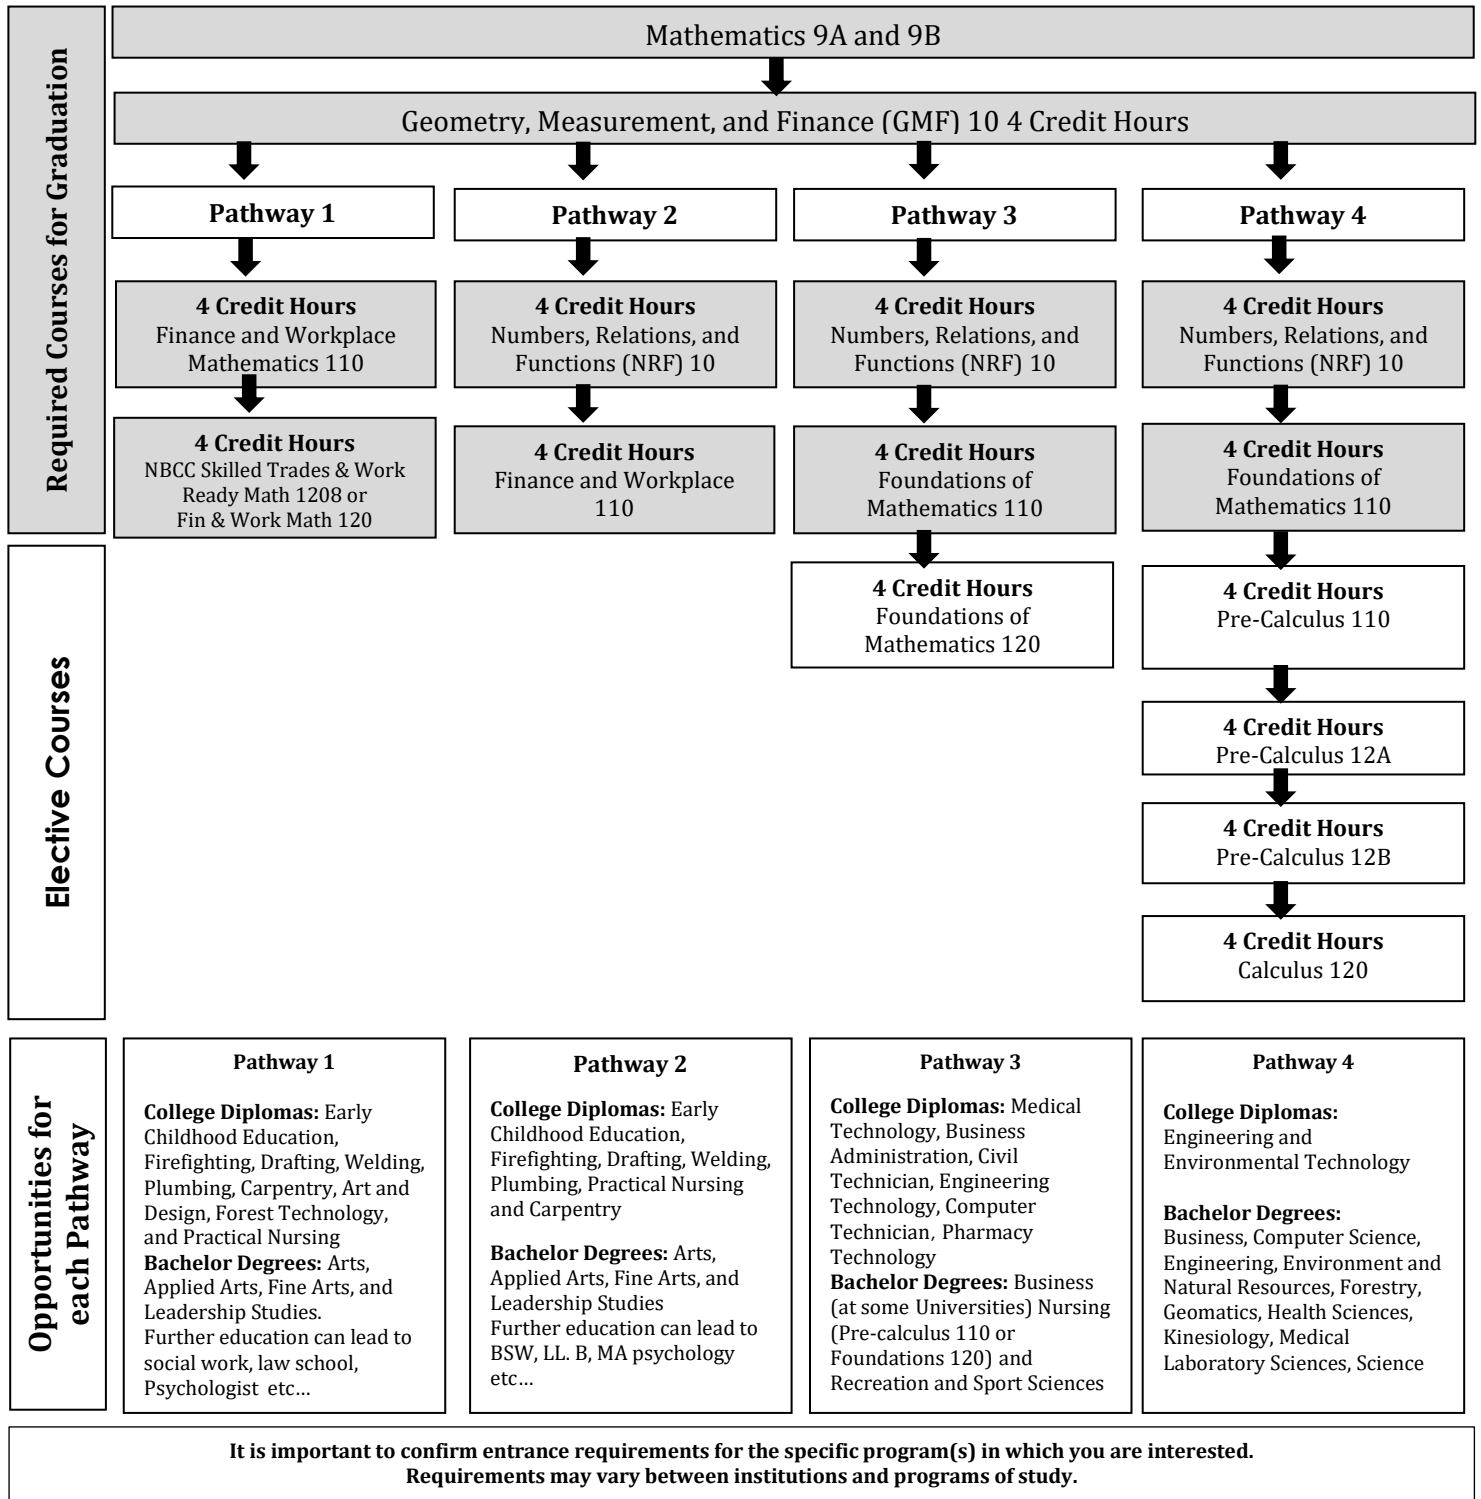 Required Courses for Graduation
Mathematics 9A and 9B
Geometry, Measurement, and Finance (GMF) 10 4 Credit Hours
Pathway 1
Pathway 2
Pathway 3
Pathway 4
4 Credit Hours
Finance and Workplace
Mathematics 110
4 Credit Hours
Numbers, Relations, and
Functions (NRF) 10
4 Credit Hours
Numbers, Relations, and
Functions (NRF) 10
4 Credit Hours
Numbers, Relations, and
Functions (NRF) 10
4 Credit Hours
NBCC Skilled Trades & Work
Ready Math 1208 or
Fin & Work Math 120
4 Credit Hours
Finance and Workplace
110
4 Credit Hours
Foundations of
Mathematics 110
4 Credit Hours
Foundations of
Mathematics 110
Elective Courses
4 Credit Hours
Foundations of
Mathematics 120
4 Credit Hours
Pre-Calculus 110
4 Credit Hours
Pre-Calculus 12A
4 Credit Hours
Pre-Calculus 12B
4 Credit Hours
Calculus 120
Opportunities for
each Pathway
Pathway 1
College Diplomas: Early
Childhood Education,
Firefighting, Drafting, Welding,
Plumbing, Carpentry, Art and
Design, Forest Technology,
and Practical Nursing
Bachelor Degrees: Arts,
Applied Arts, Fine Arts, and
Leadership Studies.
Further education can lead to
social work, law school,
Psychologist etc…
Pathway 2
College Diplomas: Early
Childhood Education,
Firefighting, Drafting, Welding,
Plumbing, Practical Nursing
and Carpentry
Bachelor Degrees: Arts,
Applied Arts, Fine Arts, and
Leadership Studies
Further education can lead to
BSW, LL. B, MA psychology
etc…
Pathway 3
College Diplomas: Medical
Technology, Business
Administration, Civil
Technician, Engineering
Technology, Computer
Technician, Pharmacy
Technology
Bachelor Degrees: Business
(at some Universities) Nursing
(Pre-calculus 110 or
Foundations 120) and
Recreation and Sport Sciences
Pathway 4
College Diplomas:
Engineering and
Environmental Technology
Bachelor Degrees:
Business, Computer Science,
Engineering, Environment and
Natural Resources, Forestry,
Geomatics, Health Sciences,
Kinesiology, Medical
Laboratory Sciences, Science
It is important to confirm entrance requirements for the specific program(s) in which you are interested.
Requirements may vary between institutions and programs of study.